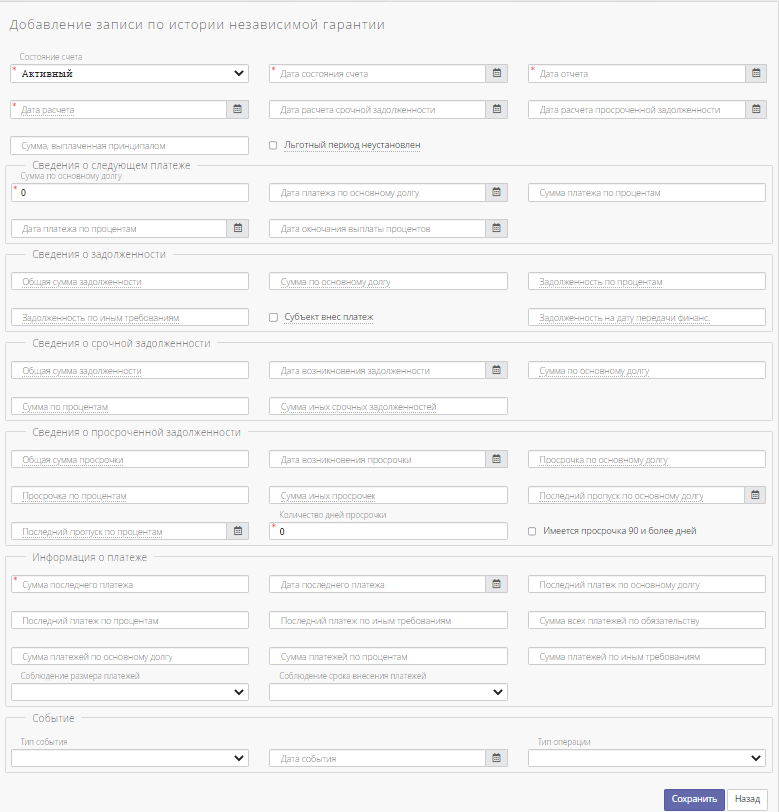 Добавление записи по истории независимой гарантии
Состояние счета
* Активный
* Дата состояния счета
* Дата отчета
* Дата расчета
Дата расчета срочной задолженности
Дата расчета просроченной задолженности
Сумма, выплаченная принципалом
Льготный период неустановлен
Сведения о следующем платеже
Сумма по основному долгу
* 0
Дата платежа по основному долгу
Сумма платежа по процентам
Дата платежа по процентам
Дата окночания выплаты процентов
Сведения о задолженности
Общая сумма задолженности
Сумма по основному долгу
Задолженность по процентам
Задолженность по иным требованиям
Субъект внес платеж
Задолженность на дату передачи финанс.
Сведения о срочной задолженности
Общая сумма задолженности
Дата возникновения задолженности
Сумма по основному долгу
Сумма по процентам
Сумма иных срочных задолженностей
Сведения о просроченной задолженности
Общая сумма просрочки
Дата возникновения просрочки
Просрочка по основному долгу
Просрочка по процентам
Сумма иных просрочек
Последний пропуск по основному долгу
Последний пропуск по процентам
Количество дней просрочки
* 0
Имеется просрочка 90 и более дней
Информация о платеже
* Сумма последнего платежа
Дата последнего платежа
Последний платеж по основному долгу
Последний платеж по процентам
Последний платеж по иным требованиям
Сумма всех платежей по обязательству
Сумма платежей по основному долгу
Сумма платежей по процентам
Сумма платежей по иным требованиям
Соблюдение размера платежей
Соблюдение срока внесения платежей
Событие
Тип события
Дата события
Тип операции
Сохранить
Назад